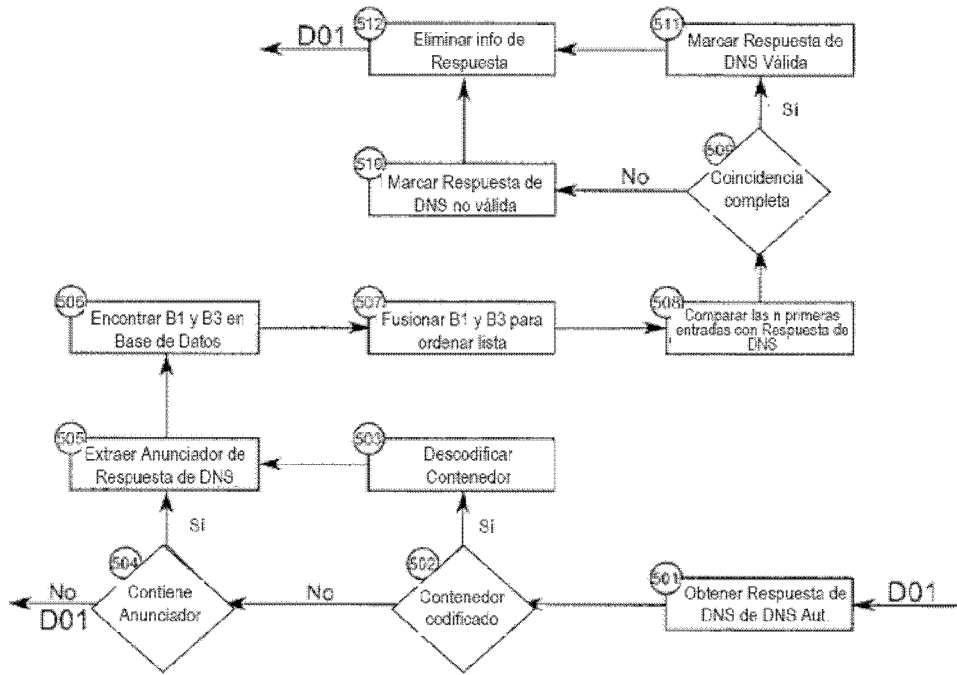 512
511
D01
Eliminar info de
Respuesta
Marcar Respuesta de
DNS Válida
Sí
510
509
Marcar Respuesta de
DNS no válida
No
Coincidencia
completa
506
507
508
Encontrar B1 y B3 en
Base de Datos
Fusionar B1 y B3 para
ordenar lista
Comparar las n primeras
entradas con Respuesta de
DNS
505
503
Extraer Anunciador de
Respuesta de DNS
Descodificar
Contenedor
Sí
Sí
504
502
501
No
D01
Contiene
Anunciador
No
Contenedor
codificado
Obtener Respuesta de
DNS de DNS Aut.
D01